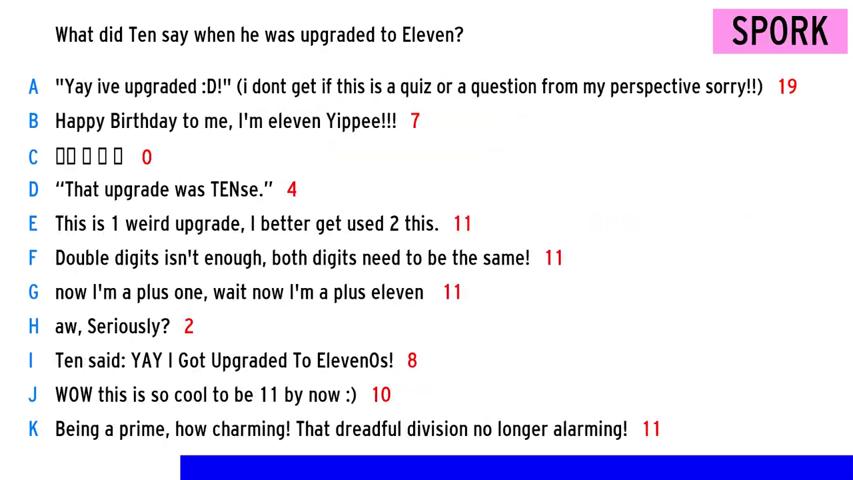 What did Ten say when he was upgraded to Eleven?
SPORK
A "Yay ive upgraded :D!" (i dont get if this is a quiz or a question from my perspective sorry!!) 19
B Happy Birthday to me, I'm eleven Yippee!!! 7
C ▯▯ ▯ ▯ ▯ 0
D “That upgrade was TENse.” 4
E This is 1 weird upgrade, I better get used 2 this. 11
F Double digits isn't enough, both digits need to be the same! 11
G now I'm a plus one, wait now I'm a plus eleven 11
H aw, Seriously? 2
I Ten said: YAY I Got Upgraded To ElevenOs! 8
J WOW this is so cool to be 11 by now :) 10
K Being a prime, how charming! That dreadful division no longer alarming! 11